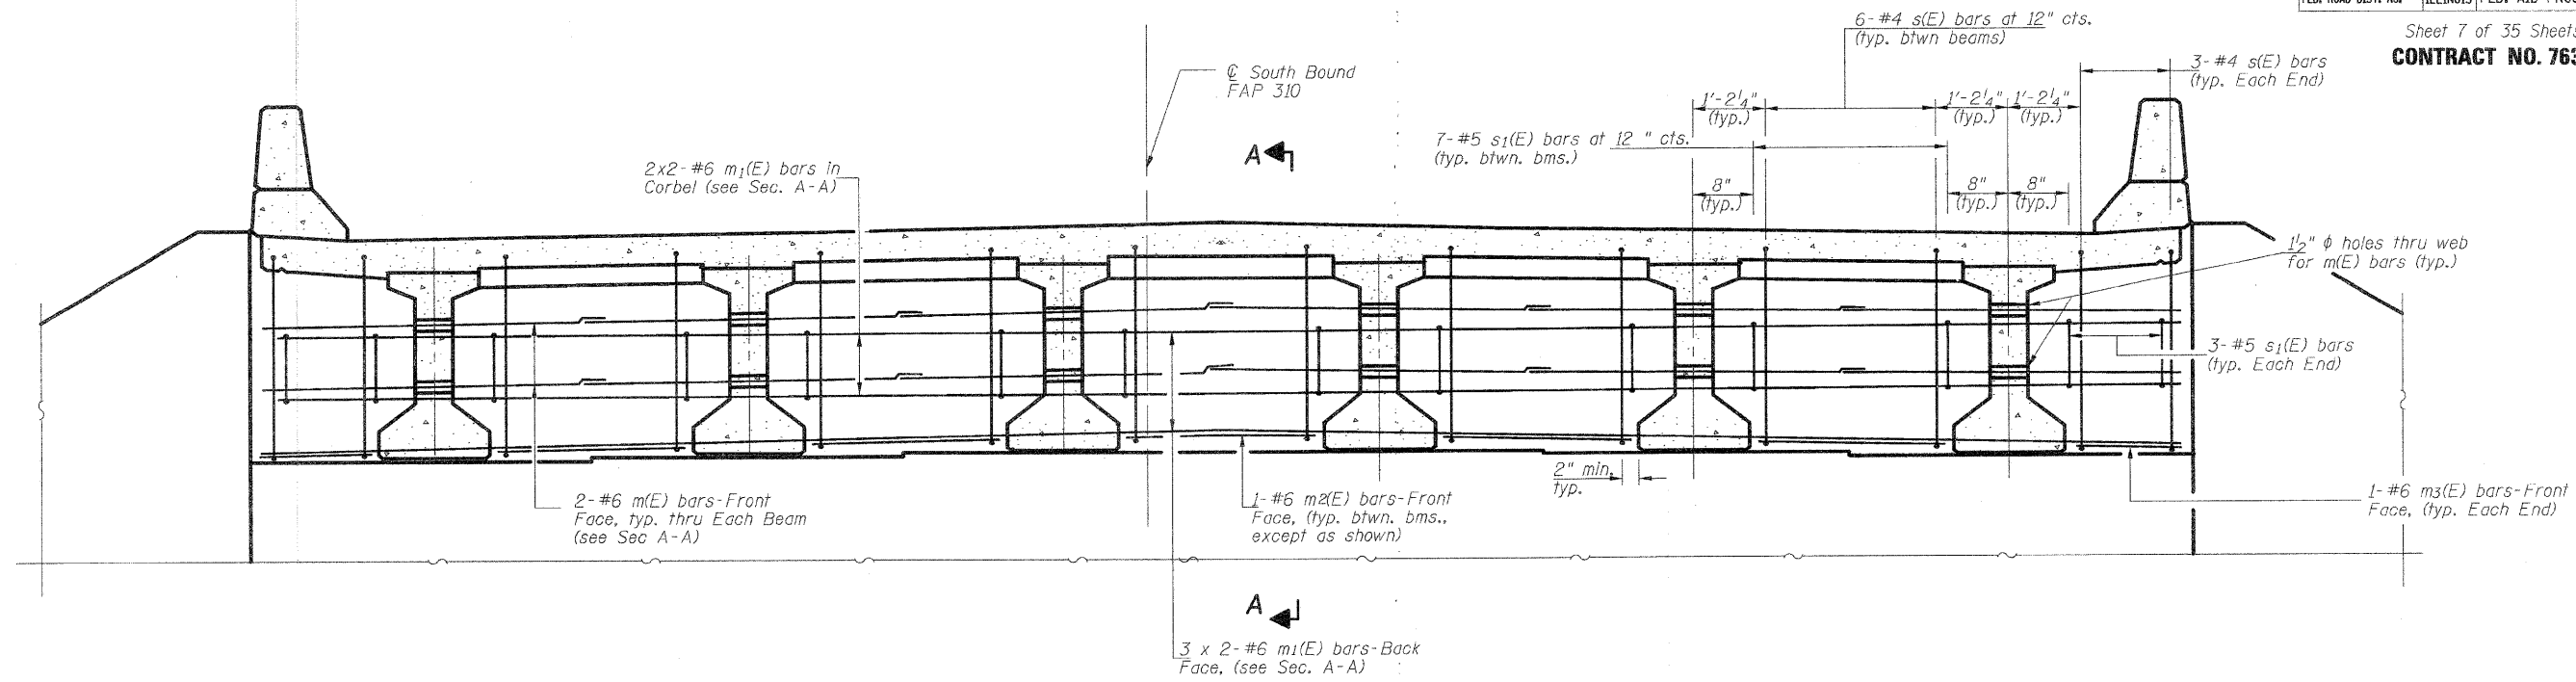 ILLINOIS
Sheet 7 of 35 Sheets
CONTRACT NO. 763
6-#4 s(E) bars at 12" cts.
(typ. btwn beams)
3-#4 s(E) bars
(typ. Each End)
℄ South Bound
FAP 310
1'-2¼"
(typ.)
1'-2¼"
(typ.)
1'-2¼"
(typ.)
A
7-#5 s1(E) bars at 12 " cts.
(typ. btwn. bms.)
2x2-#6 m1(E) bars in
Corbel (see Sec. A-A)
8"
(typ.)
8"
(typ.)
8"
(typ.)
1½" ϕ holes thru web
for m(E) bars (typ.)
3-#5 s1(E) bars
(typ. Each End)
2" min.
typ.
2-#6 m(E) bars-Front
Face, typ. thru Each Beam
(see Sec A-A)
1-#6 m2(E) bars-Front
Face, (typ. btwn. bms.,
except as shown)
1-#6 m3(E) bars-Front
Face, (typ. Each End)
A
3 x 2-#6 m1(E) bars-Back
Face, (see Sec. A-A)